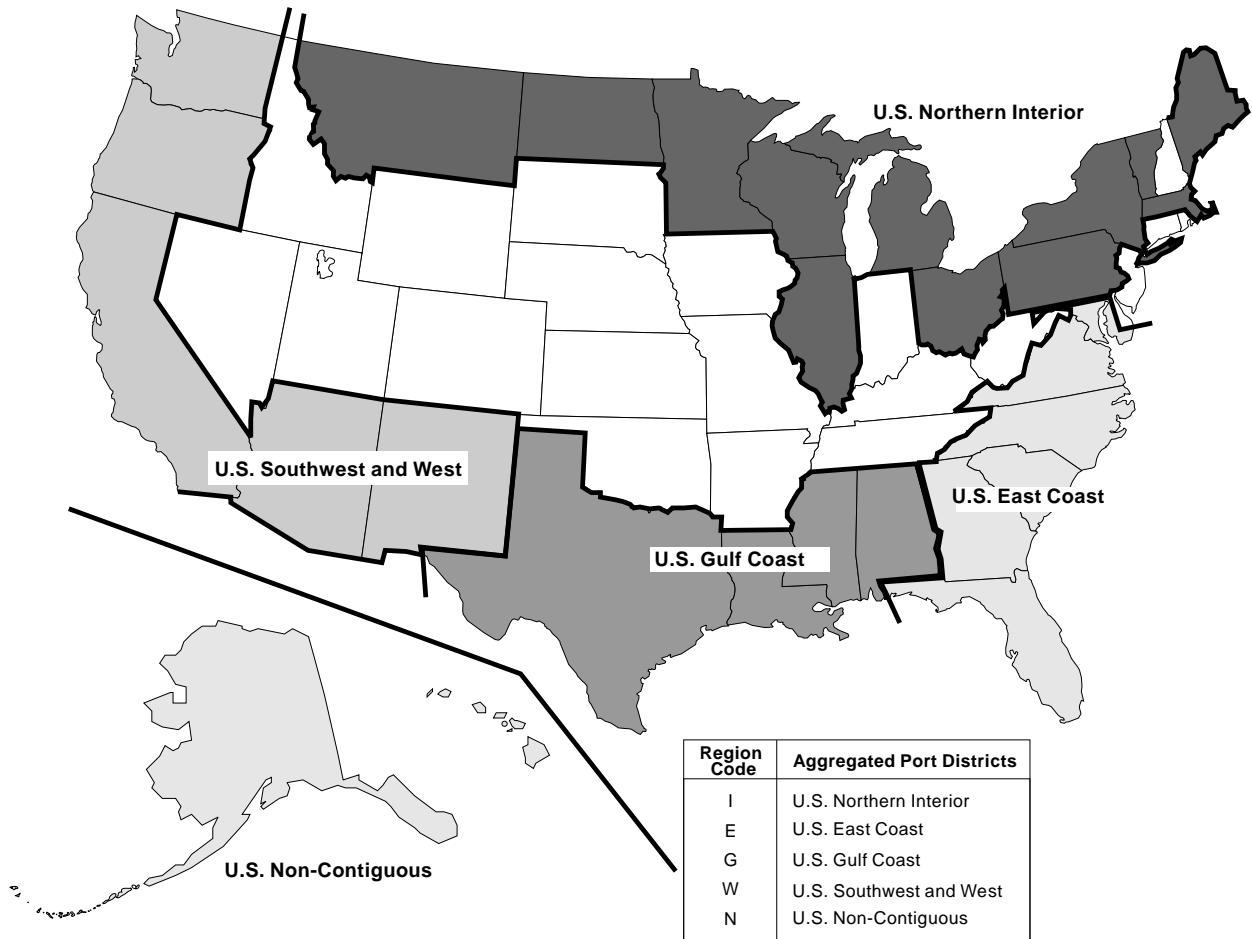 U.S. Northern Interior
U.S. Southwest and West
U.S. East Coast
U.S. Gulf Coast
U.S. Non-Contiguous
Region Code Aggregated Port Districts
I U.S. Northern Interior
E U.S. East Coast
G U.S. Gulf Coast
W U.S. Southwest and West
N U.S. Non-Contiguous